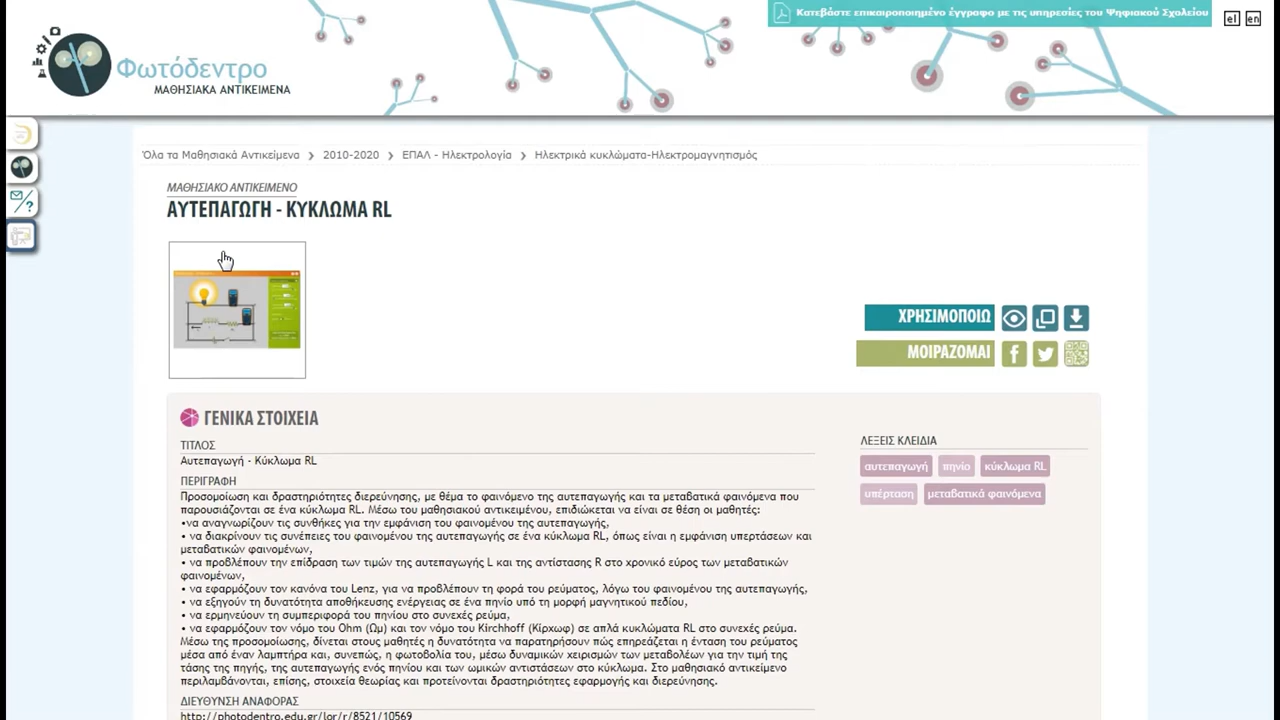 Κατεβάστε επικαιροποιημένο έγγραφο με τις υπηρεσίες του Ψηφιακού Σχολείου
el en
Φωτόδεντρο
ΜΑΘΗΣΙΑΚΑ ΑΝΤΙΚΕΙΜΕΝΑ
Όλα τα Μαθησιακά Αντικείμενα ❯ 2010-2020 ❯ ΕΠΑΛ - Ηλεκτρολογία ❯ Ηλεκτρικά κυκλώματα-Ηλεκτρομαγνητισμός
ΜΑΘΗΣΙΑΚΟ ΑΝΤΙΚΕΙΜΕΝΟ
ΑΥΤΕΠΑΓΩΓΗ - ΚΥΚΛΩΜΑ RL
ΧΡΗΣΙΜΟΠΟΙΩ
ΜΟΙΡΑΖΟΜΑΙ
ΓΕΝΙΚΑ ΣΤΟΙΧΕΙΑ
ΤΙΤΛΟΣ
Αυτεπαγωγή - Κύκλωμα RL
ΠΕΡΙΓΡΑΦΗ
Προσομοίωση και δραστηριότητες διερεύνησης, με θέμα το φαινόμενο της αυτεπαγωγής και τα μεταβατικά φαινόμενα που
παρουσιάζονται σε ένα κύκλωμα RL. Μέσω του μαθησιακού αντικειμένου, επιδιώκεται να είναι σε θέση οι μαθητές:
•να αναγνωρίζουν τις συνθήκες για την εμφάνιση του φαινομένου της αυτεπαγωγής,
• να διακρίνουν τις συνέπειες του φαινομένου της αυτεπαγωγής σε ένα κύκλωμα RL, όπως είναι η εμφάνιση υπερτάσεων και
μεταβατικών φαινομένων,
• να προβλέπουν την επίδραση των τιμών της αυτεπαγωγής L και της αντίστασης R στο χρονικό εύρος των μεταβατικών
φαινομένων,
• να εφαρμόζουν τον κανόνα του Lenz, για να προβλέπουν τη φορά του ρεύματος, λόγω του φαινομένου της αυτεπαγωγής,
• να εξηγούν τη δυνατότητα αποθήκευσης ενέργειας σε ένα πηνίο υπό τη μορφή μαγνητικού πεδίου,
• να ερμηνεύουν τη συμπεριφορά του πηνίου στο συνεχές ρεύμα,
• να εφαρμόζουν τον νόμο του Ohm (Ωμ) και τον νόμο του Kirchhoff (Κίρχωφ) σε απλά κυκλώματα RL στο συνεχές ρεύμα.
Μέσω της προσομοίωσης, δίνεται στους μαθητές η δυνατότητα να παρατηρήσουν πώς επηρεάζεται η ένταση του ρεύματος
μέσα από έναν λαμπτήρα και, συνεπώς, η φωτοβολία του, μέσω δυναμικών χειρισμών των μεταβολέων για την τιμή της
τάσης της πηγής, της αυτεπαγωγής ενός πηνίου και των ωμικών αντιστάσεων στο κύκλωμα. Στο μαθησιακό αντικείμενο
περιλαμβάνονται, επίσης, στοιχεία θεωρίας και προτείνονται δραστηριότητες εφαρμογής και διερεύνησης.
ΔΙΕΥΘΥΝΣΗ ΑΝΑΦΟΡΑΣ
http://photodentro.edu.gr/lor/r/8521/10569
ΛΕΞΕΙΣ ΚΛΕΙΔΙΑ
αυτεπαγωγή πηνίο κύκλωμα RL
υπέρταση μεταβατικά φαινόμενα